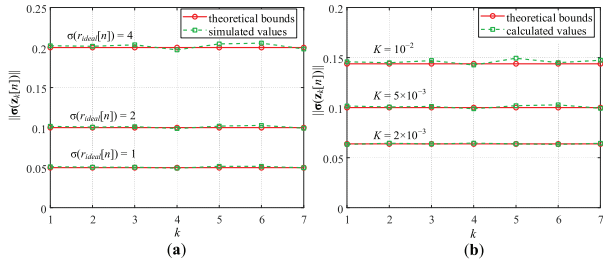 theoretical bounds
simulated values
σ(r_ideal[n]) = 4
σ(r_ideal[n]) = 2
σ(r_ideal[n]) = 1
||σ(z_k[n])||
0.25
0.2
0.15
0.1
0.05
0
1 2 3 4 5 6 7
k
(a)
theoretical bounds
calculated values
K = 10⁻²
K = 5×10⁻³
K = 2×10⁻³
||σ(z_k[n])||
0.2
0.15
0.1
0.05
0
1 2 3 4 5 6 7
k
(b)